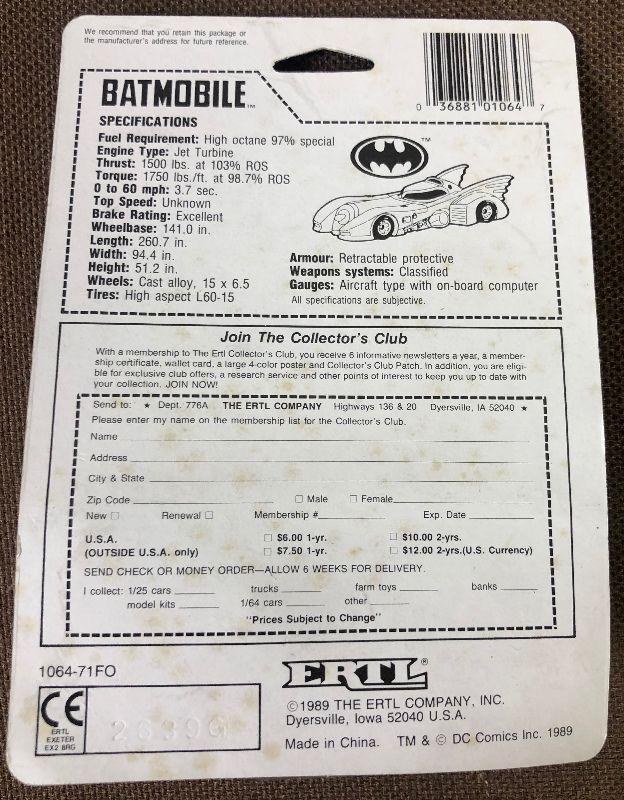 We recommend that you retain this package or
the manufacturer's address for future reference.
0 36881 01064 7
BATMOBILE™
SPECIFICATIONS
Fuel Requirement: High octane 97% special
Engine Type: Jet Turbine
Thrust: 1500 lbs. at 103% ROS
Torque: 1750 lbs./ft. at 98.7% ROS
0 to 60 mph: 3.7 sec.
Top Speed: Unknown
Brake Rating: Excellent
Wheelbase: 141.0 in.
Length: 260.7 in.
Width: 94.4 in.
Height: 51.2 in.
Wheels: Cast alloy, 15 x 6.5
Tires: High aspect L60-15
™
Armour: Retractable protective
Weapons systems: Classified
Gauges: Aircraft type with on-board computer
All specifications are subjective.
Join The Collector's Club
With a membership to The Ertl Collector's Club, you receive 6 informative newsletters a year, a member-
ship certificate, wallet card, a large 4-color poster and Collector's Club Patch. In addition, you are eligi-
ble for exclusive club offers, a research service and other points of interest to keep you up to date with
your collection. JOIN NOW!
Send to: ★ Dept. 776A THE ERTL COMPANY Highways 136 & 20 Dyersville, IA 52040 ★
Please enter my name on the membership list for the Collector's Club.
Name
Address
City & State
Zip Code □ Male □ Female
New □ Renewal □ Membership # Exp. Date
U.S.A. □ $6.00 1-yr. □ $10.00 2-yrs.
(OUTSIDE U.S.A. only) □ $7.50 1-yr. □ $12.00 2-yrs.(U.S. Currency)
SEND CHECK OR MONEY ORDER—ALLOW 6 WEEKS FOR DELIVERY.
I collect: 1/25 cars trucks farm toys banks
model kits 1/64 cars other
"Prices Subject to Change"
1064-71FO
CE
ERTL
EXETER
EX2 8RG
ERTL®
©1989 THE ERTL COMPANY, INC.
Dyersville, Iowa 52040 U.S.A.
Made in China. TM & © DC Comics Inc. 1989